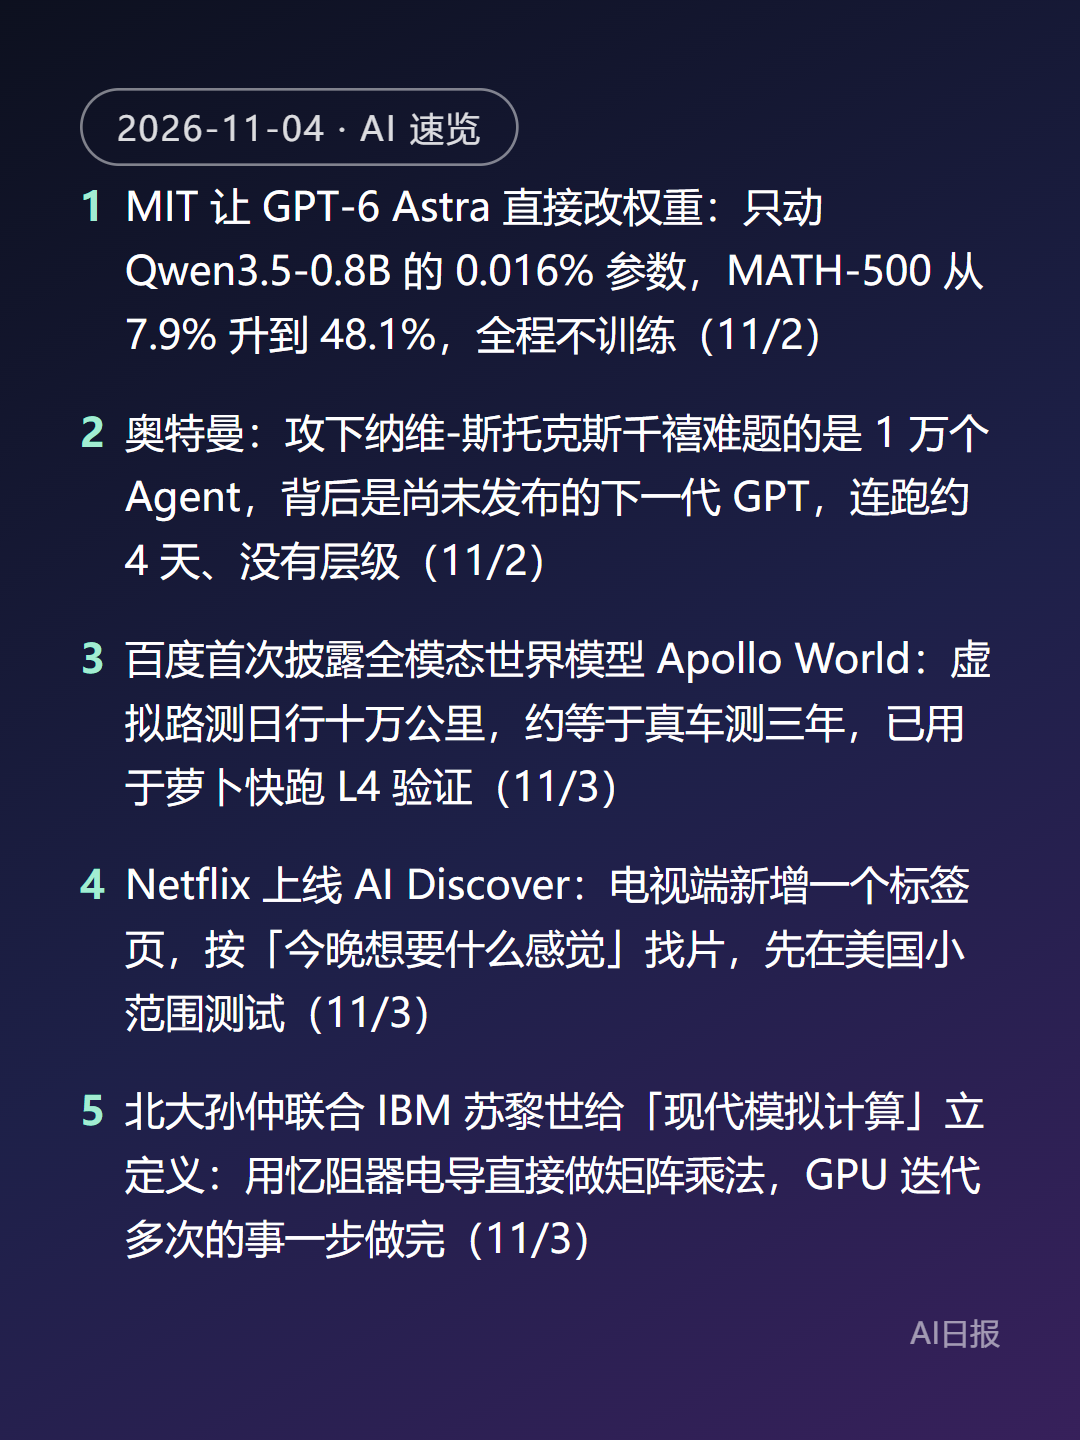 2026-11-04 · AI 速览
1 MIT 让 GPT-6 Astra 直接改权重：只动
Qwen3.5-0.8B 的 0.016% 参数，MATH-500 从
7.9% 升到 48.1%，全程不训练（11/2）
2 奥特曼：攻下纳维-斯托克斯千禧难题的是 1 万个
Agent，背后是尚未发布的下一代 GPT，连跑约
4 天、没有层级（11/2）
3 百度首次披露全模态世界模型 Apollo World：虚
拟路测日行十万公里，约等于真车测三年，已用
于萝卜快跑 L4 验证（11/3）
4 Netflix 上线 AI Discover：电视端新增一个标签
页，按「今晚想要什么感觉」找片，先在美国小
范围测试（11/3）
5 北大孙仲联合 IBM 苏黎世给「现代模拟计算」立
定义：用忆阻器电导直接做矩阵乘法，GPU 迭代
多次的事一步做完（11/3）
AI日报